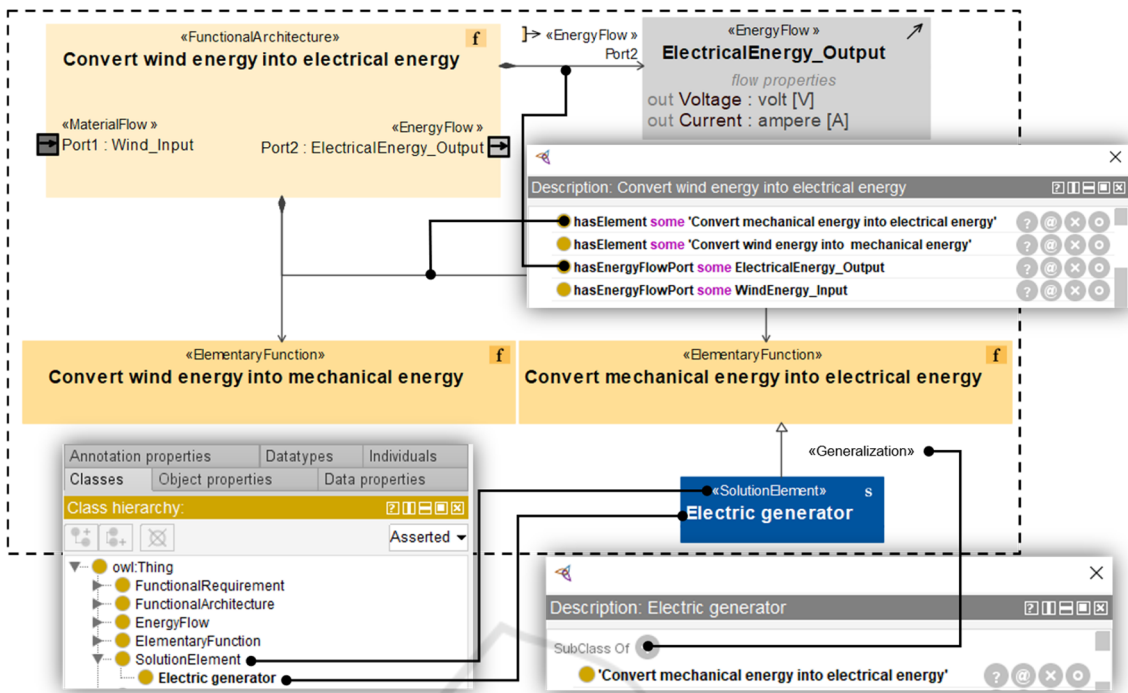 «FunctionalArchitecture»
f
Convert wind energy into electrical energy
«MaterialFlow »
Port1 : Wind_Input
«EnergyFlow »
Port2 : ElectricalEnergy_Output
«EnergyFlow »
Port2
«EnergyFlow »
ElectricalEnergy_Output
flow properties
out Voltage : volt [V]
out Current : ampere [A]
Description: Convert wind energy into electrical energy
hasElement some 'Convert mechanical energy into electrical energy'
hasElement some 'Convert wind energy into  mechanical energy'
hasEnergyFlowPort some ElectricalEnergy_Output
hasEnergyFlowPort some WindEnergy_Input
«ElementaryFunction»
f
Convert wind energy into mechanical energy
«ElementaryFunction»
f
Convert mechanical energy into electrical energy
«Generalization»
«SolutionElement»
s
Electric generator
Annotation properties
Datatypes
Individuals
Classes
Object properties
Data properties
Class hierarchy:
Asserted
owl:Thing
FunctionalRequirement
FunctionalArchitecture
EnergyFlow
ElementaryFunction
SolutionElement
Electric generator
Description: Electric generator
SubClass Of
'Convert mechanical energy into electrical energy'